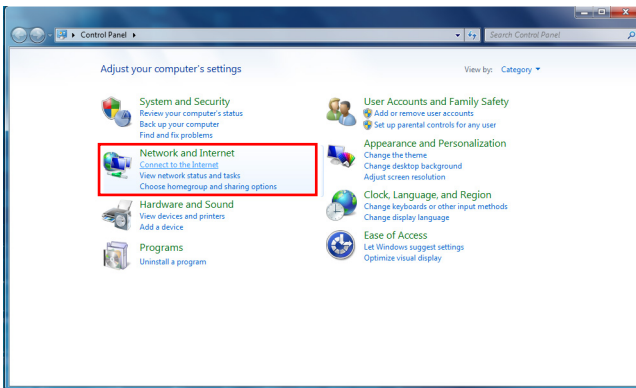 Control Panel
Search Control Panel
Adjust your computer's settings
View by: Category
System and Security
Review your computer's status
Back up your computer
Find and fix problems
Network and Internet
Connect to the Internet
View network status and tasks
Choose homegroup and sharing options
Hardware and Sound
View devices and printers
Add a device
Programs
Uninstall a program
User Accounts and Family Safety
Add or remove user accounts
Set up parental controls for any user
Appearance and Personalization
Change the theme
Change desktop background
Adjust screen resolution
Clock, Language, and Region
Change keyboards or other input methods
Change display language
Ease of Access
Let Windows suggest settings
Optimize visual display